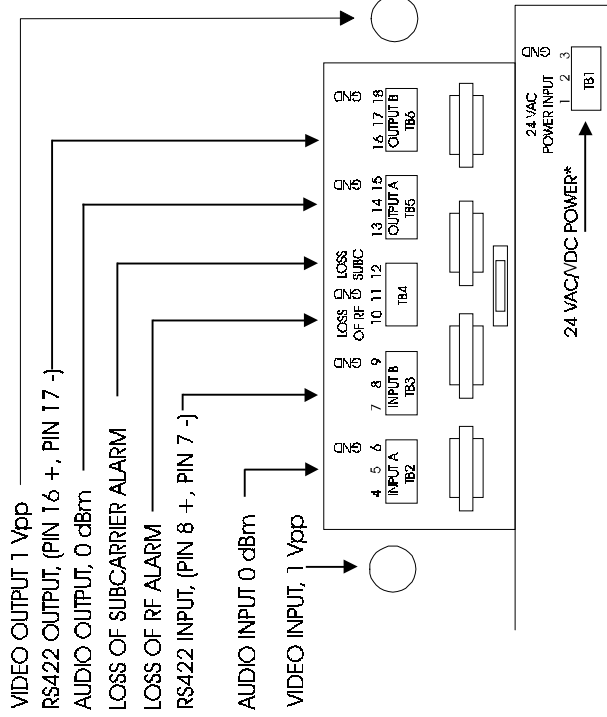 VIDEO OUTPUT 1 Vpp
RS422 OUTPUT, (PIN 16 +, PIN 17 -)
AUDIO OUTPUT, 0 dBm
LOSS OF SUBCARRIER ALARM
LOSS OF RF ALARM
RS422 INPUT, (PIN 8 +, PIN 7 -)
AUDIO INPUT 0 dBm
VIDEO INPUT, 1 Vpp
GND
4 5 6
INPUT A
TB2
GND
7 8 9
INPUT B
TB3
LOSS
OF RF
GND
LOSS
SUBC
10 11 12
TB4
GND
13 14 15
OUTPUT A
TB5
GND
16 17 18
OUTPUT B
TB6
24 VAC
POWER INPUT
GND
1 2 3
TB1
24 VAC/VDC POWER*